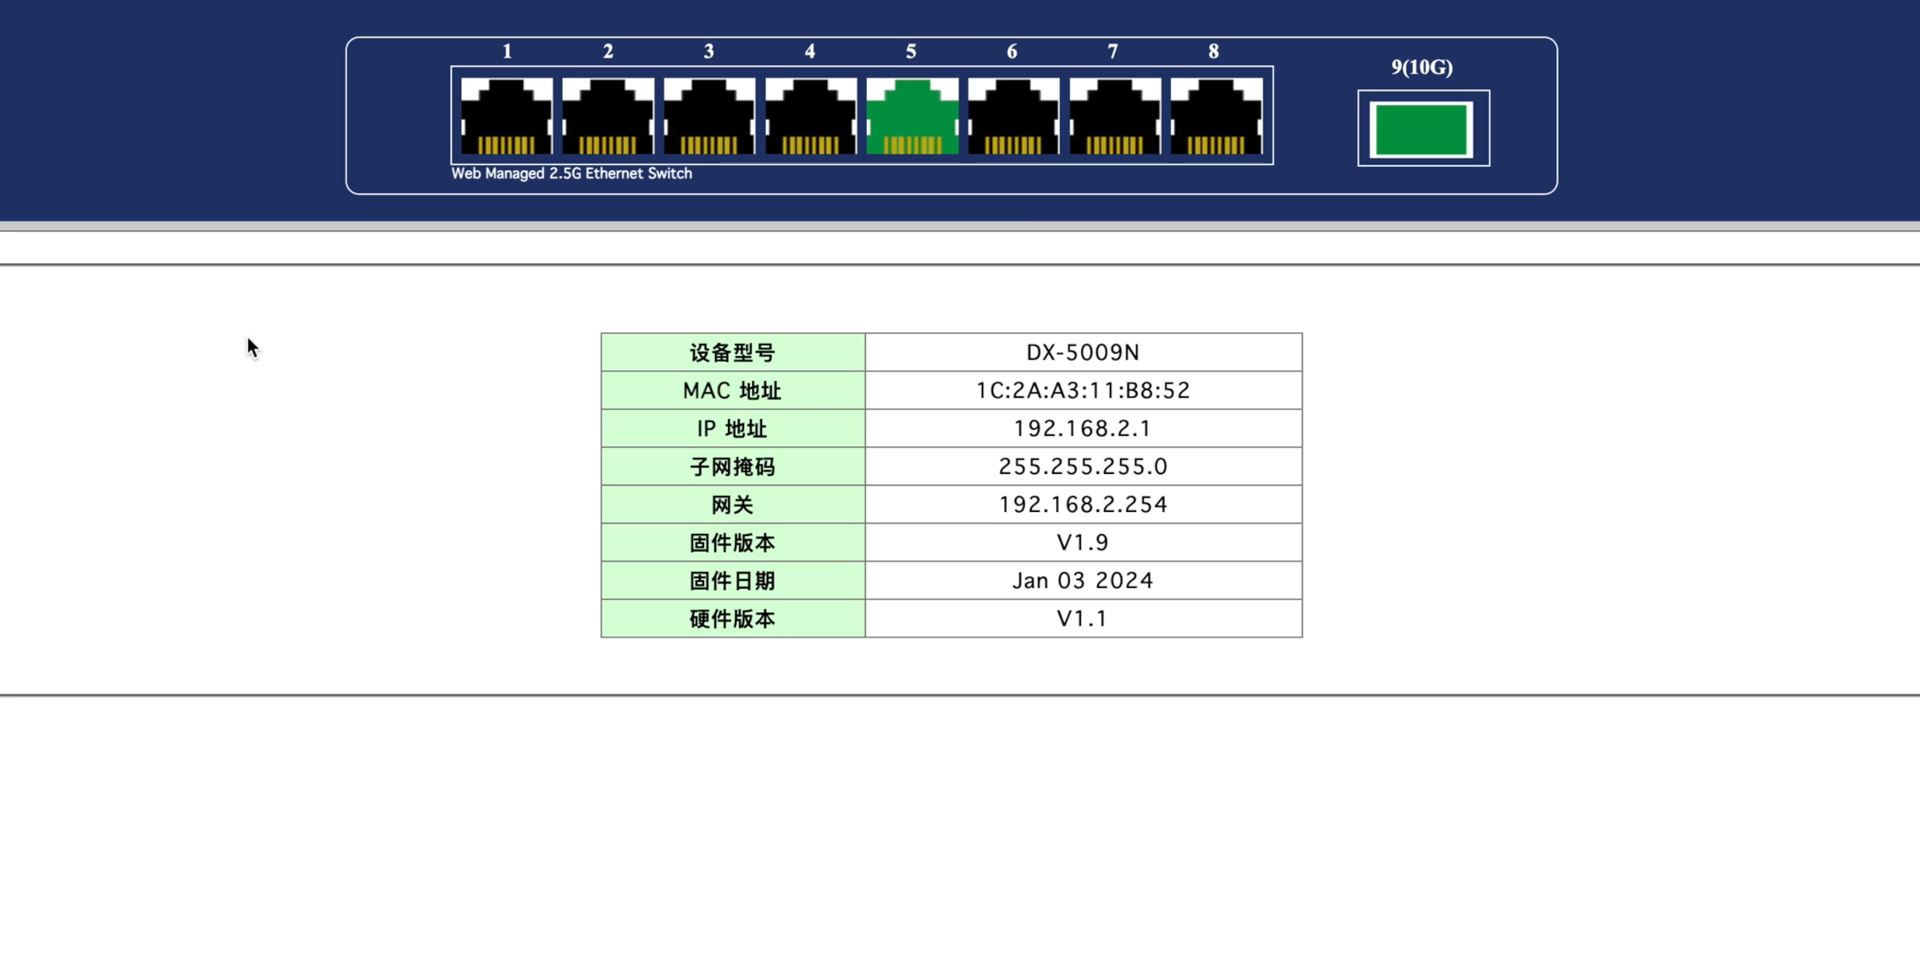 1 2 3 4 5 6 7 8
9(10G)
Web Managed 2.5G Ethernet Switch
设备型号 DX-5009N
MAC 地址 1C:2A:A3:11:B8:52
IP 地址 192.168.2.1
子网掩码 255.255.255.0
网关 192.168.2.254
固件版本 V1.9
固件日期 Jan 03 2024
硬件版本 V1.1